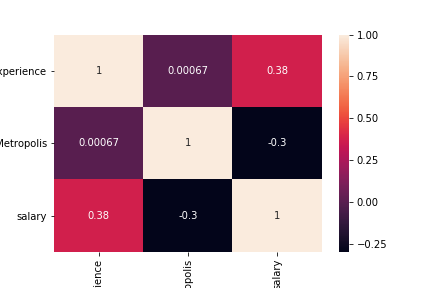 xperience
Metropolis
salary
1
0.00067
0.38
0.00067
1
-0.3
0.38
-0.3
1
ience
opolis
salary
1.00
0.75
0.50
0.25
0.00
-0.25